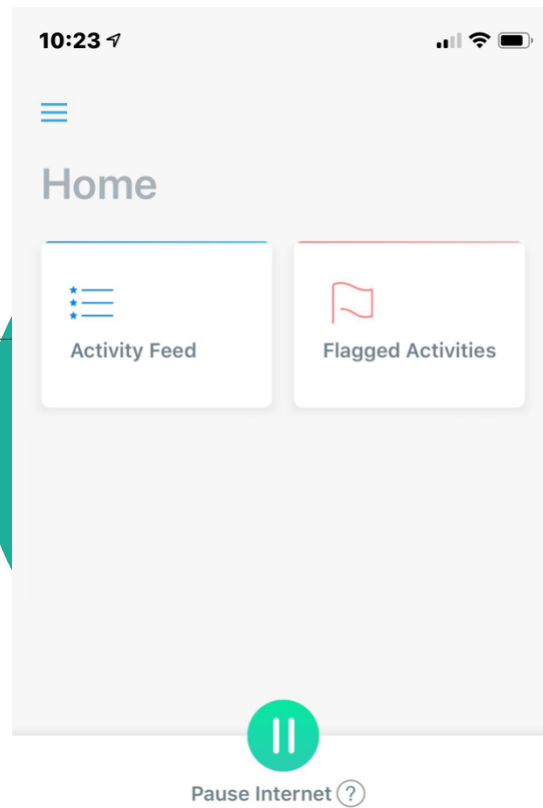 10:23
Home
Activity Feed
Flagged Activities
Pause Internet ?